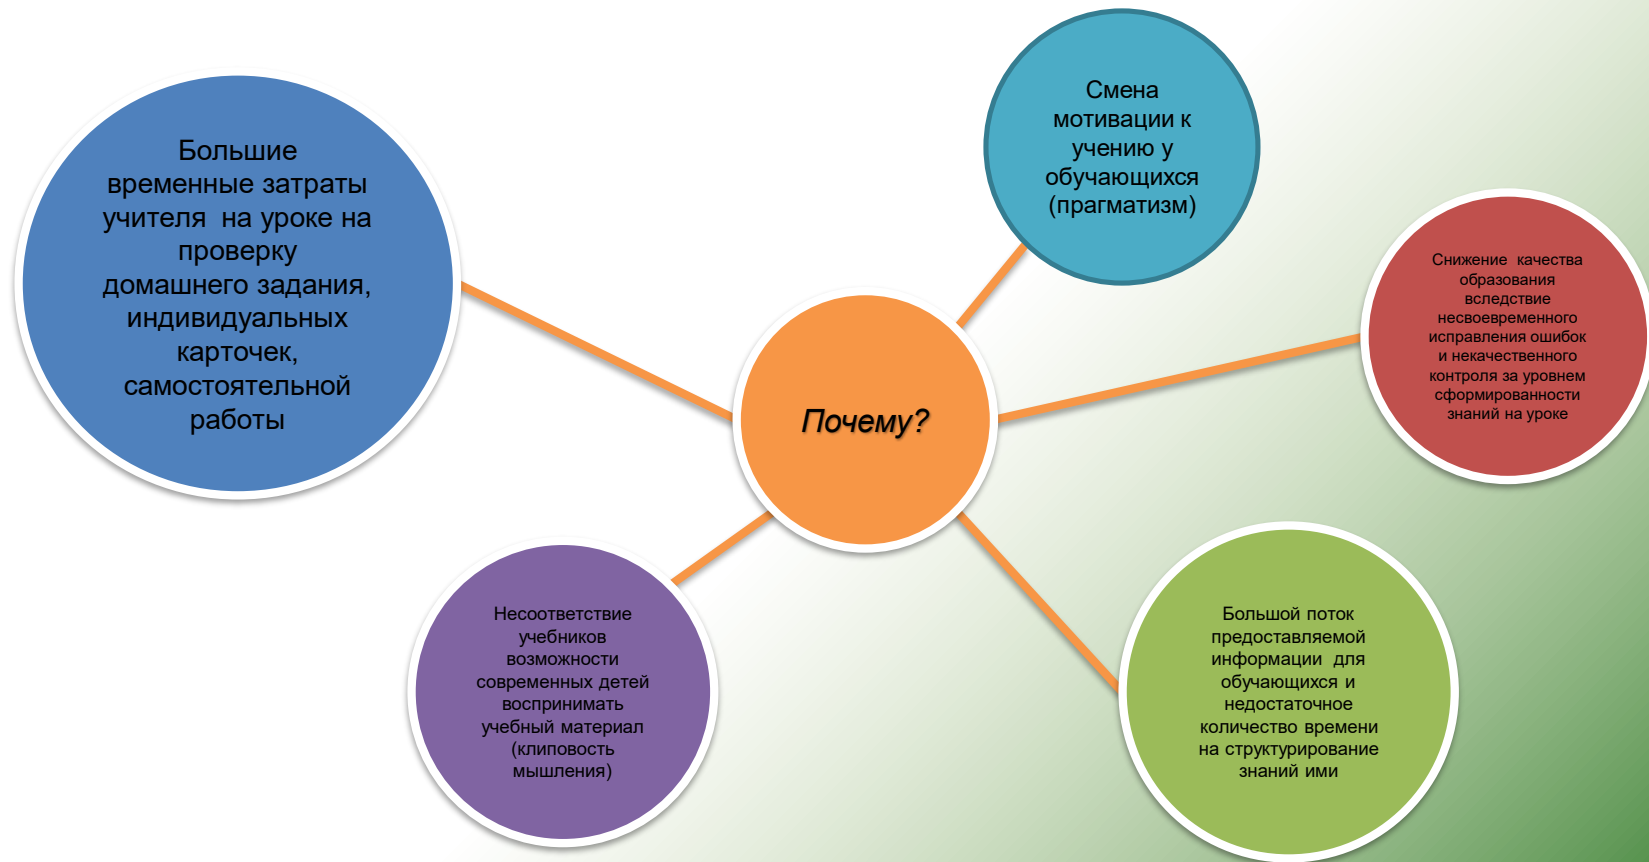 Большие
временные затраты
учителя  на уроке на
проверку
домашнего задания,
индивидуальных
карточек,
самостоятельной
работы
Смена
мотивации к
учению у
обучающихся
(прагматизм)
Снижение  качества
образования
вследствие
несвоевременного
исправления ошибок
и некачественного
контроля за уровнем
сформированности
знаний на уроке
Почему?
Несоответствие
учебников
возможности
современных детей
воспринимать
учебный материал
(клиповость
мышления)
Большой поток
предоставляемой
информации  для
обучающихся и
недостаточное
количество времени
на структурирование
знаний ими